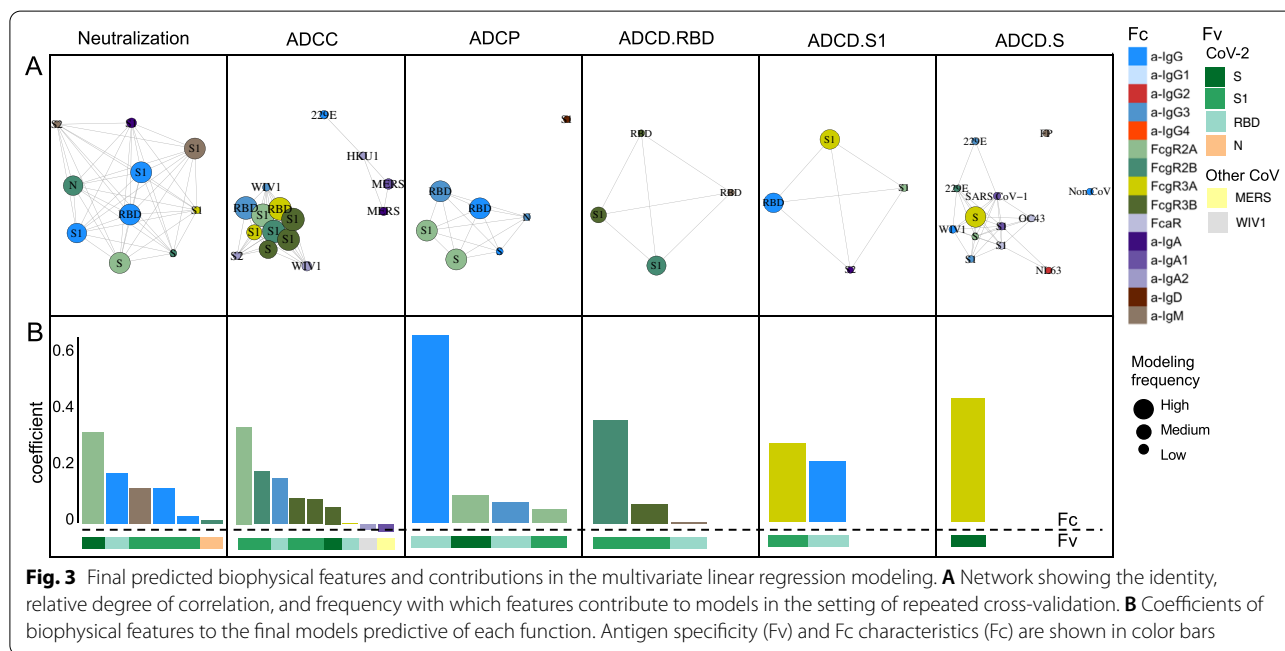 Neutralization ADCC ADCP ADCD.RBD ADCD.S1 ADCD.S
A
S2
S1
N
S1
RBD
S1
S1
S
S
229E
HKU1
MERS
MERS
WIV1
RBD
RBD
S1
S1
S1
S1
S1
S
S2
WIV1
S1
RBD
RBD
N
S1
S
S
RBD
RBD
S1
S1
S1
S1
RBD
S2
229E
229E
SARS CoV-1
Non CoV
S
OC43
S1
WIV1
S
S1
S1
NL63
Fc
a-IgG
a-IgG1
a-IgG2
a-IgG4
a-IgG3
FcgR2A
FcgR2B
FcgR3A
FcgR3B
FcaR
a-IgA
a-IgA1
a-IgA2
a-IgD
a-IgM
Fv
CoV-2
S
S1
RBD
N
Other CoV
MERS
WIV1
Modeling
frequency
High
Medium
Low
B
coefficient
0.6
0.4
0.2
0
Fc
Fv
Fig. 3 Final predicted biophysical features and contributions in the multivariate linear regression modeling. A Network showing the identity,
relative degree of correlation, and frequency with which features contribute to models in the setting of repeated cross-validation. B Coefficients of
biophysical features to the final models predictive of each function. Antigen specificity (Fv) and Fc characteristics (Fc) are shown in color bars